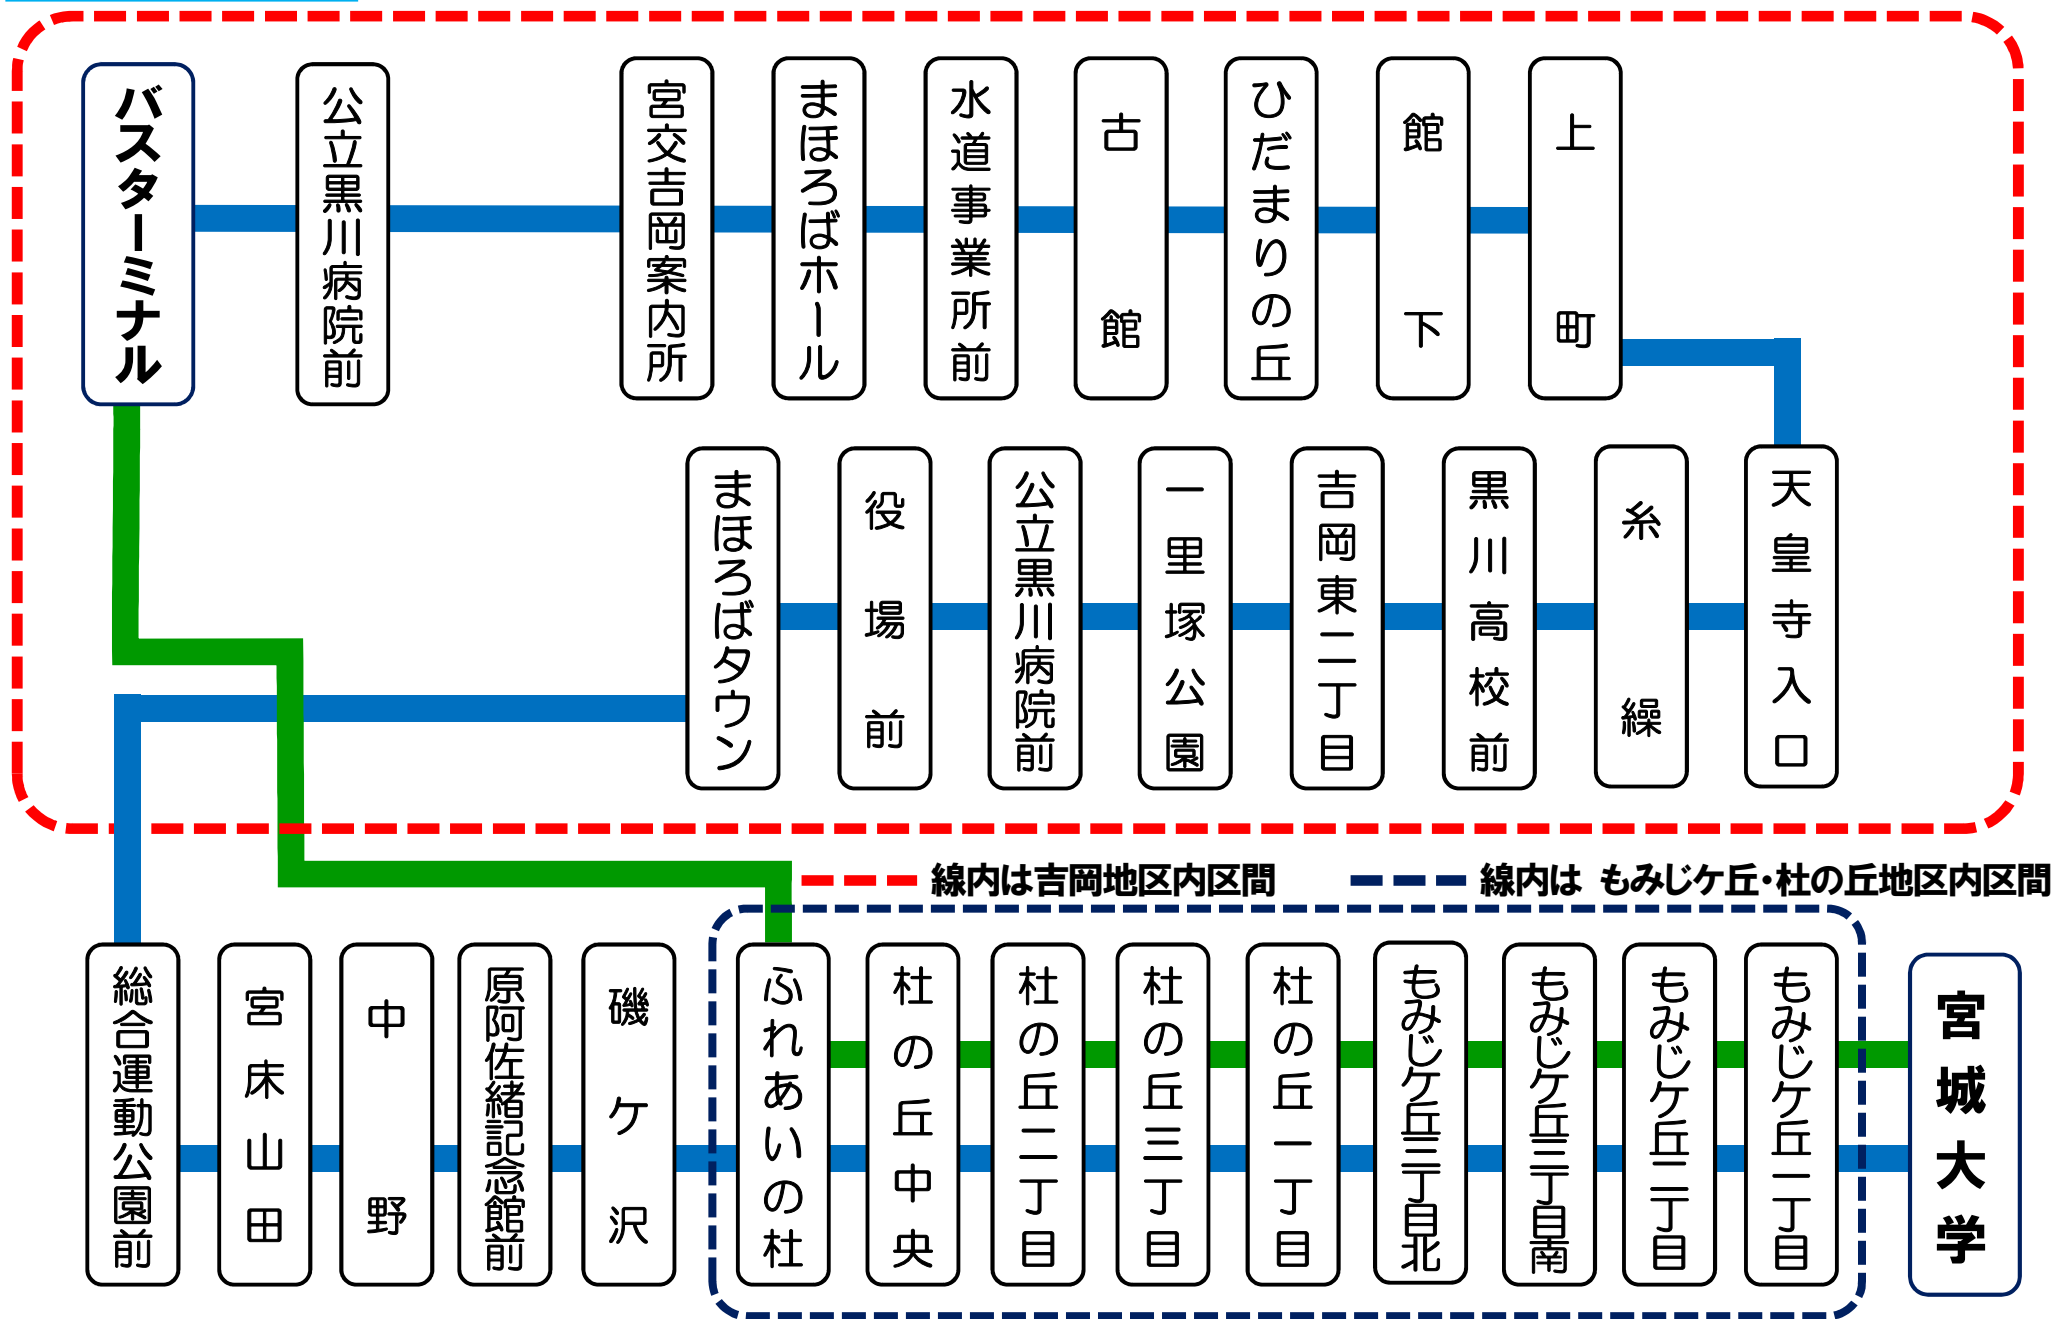 バスターミナル
公立黒川病院前
宮交吉岡案内所
まほろばホール
水道事業所前
古館
ひだまりの丘
館下
上町
まほろばタウン
役場前
公立黒川病院前
一里塚公園
吉岡東二丁目
黒川高校前
糸繰
天皇寺入口
線内は吉岡地区内区間
線内は もみじケ丘・杜の丘地区内区間
総合運動公園前
宮床山田
中野
原阿佐緒記念館前
磯ケ沢
ふれあいの杜
杜の丘中央
杜の丘二丁目
杜の丘三丁目
杜の丘一丁目
もみじケ丘三丁目北
もみじケ丘三丁目南
もみじケ丘二丁目
もみじケ丘一丁目
宮城大学